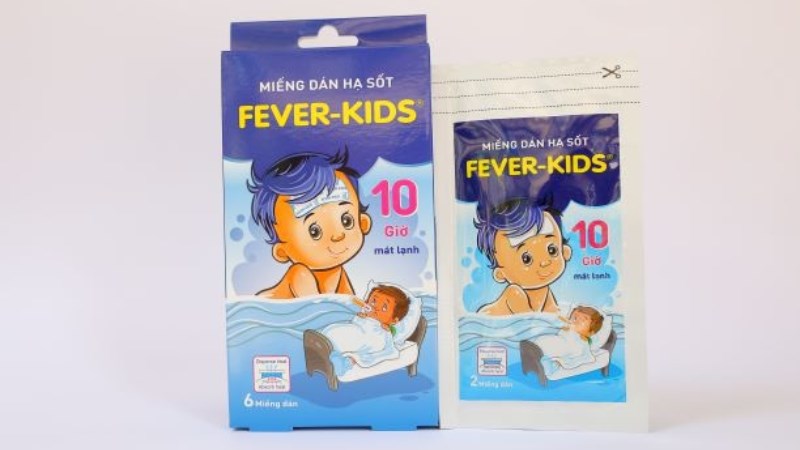 MIẾNG DÁN HẠ SỐT
FEVER-KIDS®
10
Giờ
mát lạnh
6 Miếng dán
MIẾNG DÁN HẠ SỐT
FEVER-KIDS®
10
Giờ
mát lạnh
2 Miếng dán